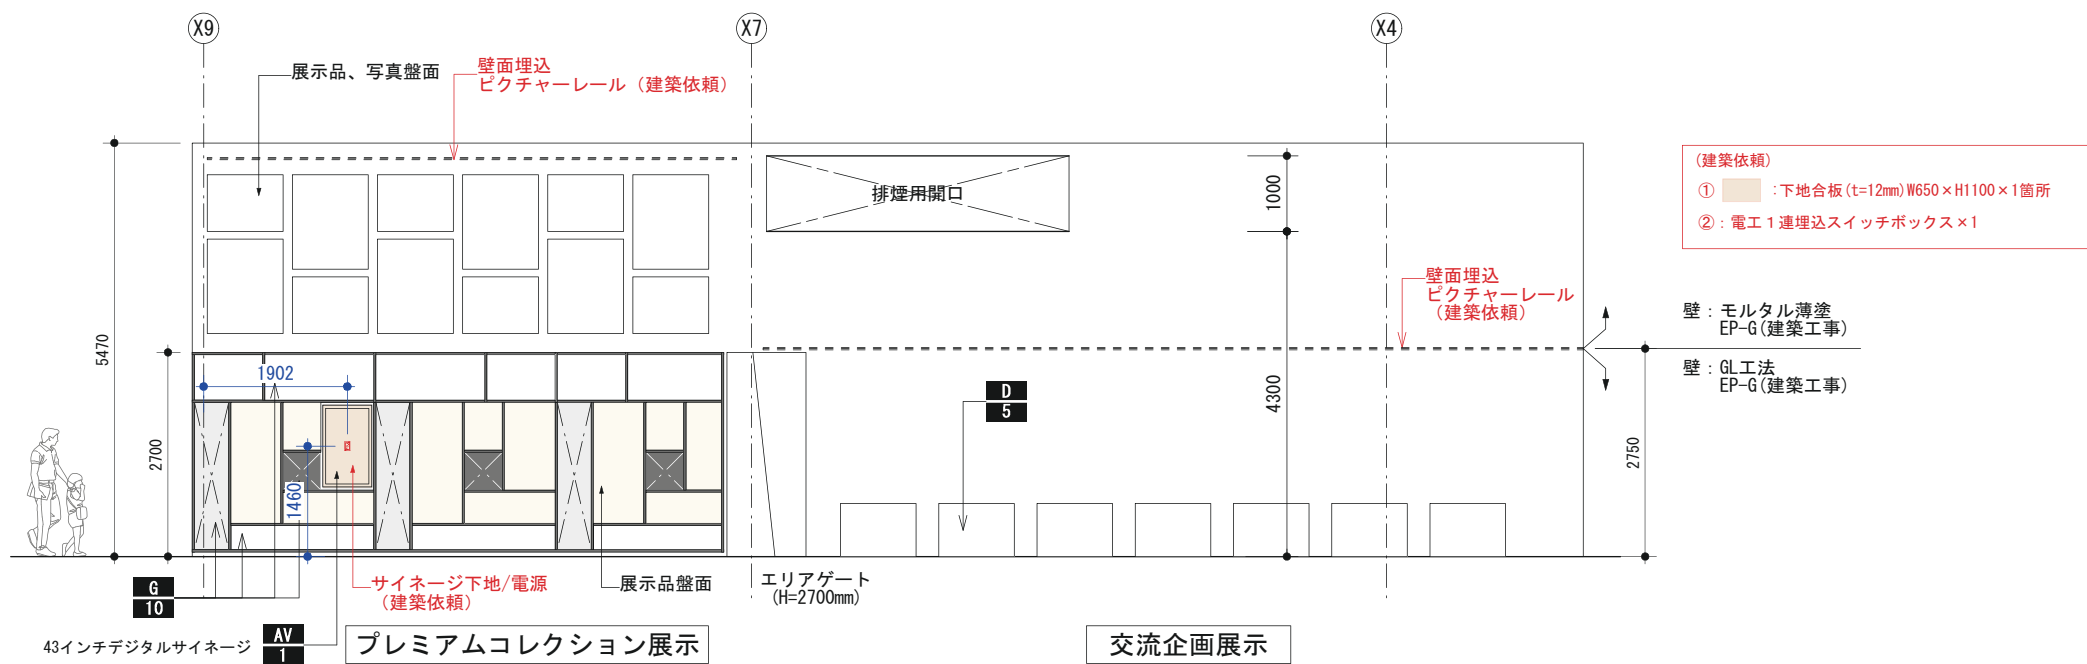 X9
X7
X4
展示品、写真盤面
壁面埋込
ピクチャーレール（建築依頼）
排煙用開口
1000
(建築依頼)
① ：下地合板(t=12mm)W650×H1100×1箇所
②：電工１連埋込スイッチボックス×1
壁面埋込
ピクチャーレール
（建築依頼）
壁：モルタル薄塗
EP-G(建築工事)
壁：GL工法
EP-G(建築工事)
5470
2700
1902
1460
4300
2750
D
5
G
10
サイネージ下地/電源
（建築依頼）
展示品盤面
エリアゲート
(H=2700mm)
43インチデジタルサイネージ
AV
1
プレミアムコレクション展示
交流企画展示